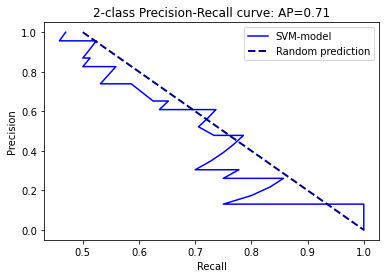 2-class Precision-Recall curve: AP=0.71
SVM-model
Random prediction
Precision
1.0
0.8
0.6
0.4
0.2
0.0
0.5
0.6
0.7
0.8
0.9
1.0
Recall